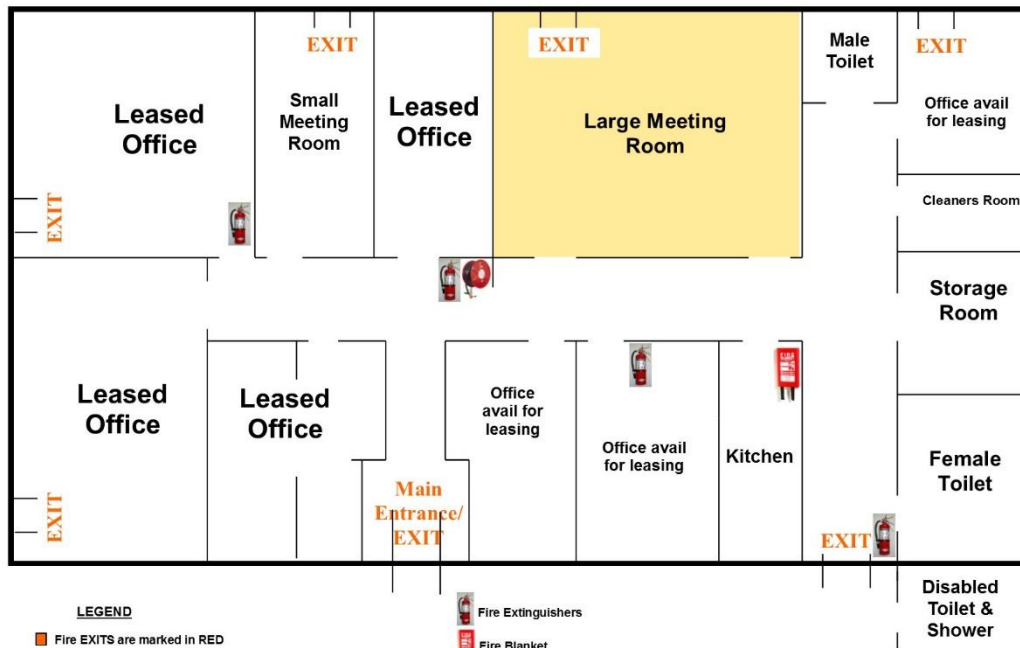 EXIT
EXIT
EXIT
Male
Toilet
Leased
Office
Small
Meeting
Room
Leased
Office
Large Meeting
Room
Office avail
for leasing
EXIT
Cleaners Room
Storage
Room
Leased
Office
Leased
Office
Office
avail for
leasing
Office avail
for leasing
Kitchen
Female
Toilet
EXIT
Main
Entrance/
EXIT
EXIT
Disabled
Toilet &
Shower
LEGEND
Fire EXITS are marked in RED
Fire Extinguishers
Fire Blanket